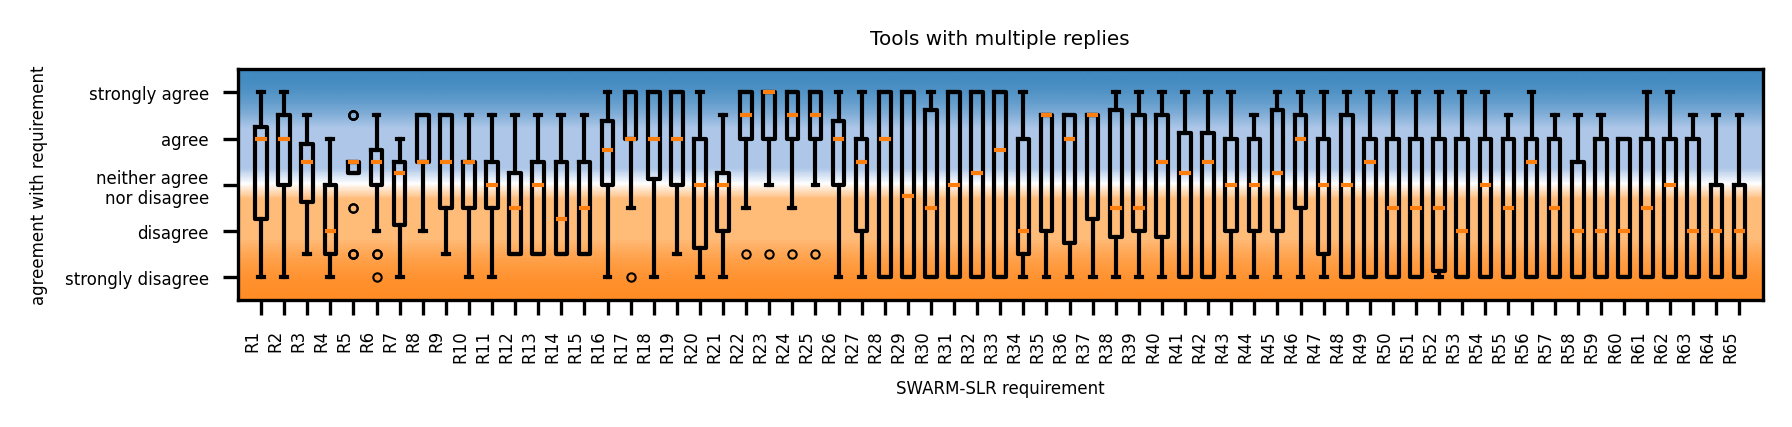 Tools with multiple replies
agreement with requirement
strongly agree
agree
neither agree
nor disagree
disagree
strongly disagree
R1 R2 R3 R4 R5 R6 R7 R8 R9 R10 R11 R12 R13 R14 R15 R16 R17 R18 R19 R20 R21 R22 R23 R24 R25 R26 R27 R28 R29 R30 R31 R32 R33 R34 R35 R36 R37 R38 R39 R40 R41 R42 R43 R44 R45 R46 R47 R48 R49 R50 R51 R52 R53 R54 R55 R56 R57 R58 R59 R60 R61 R62 R63 R64 R65
SWARM-SLR requirement